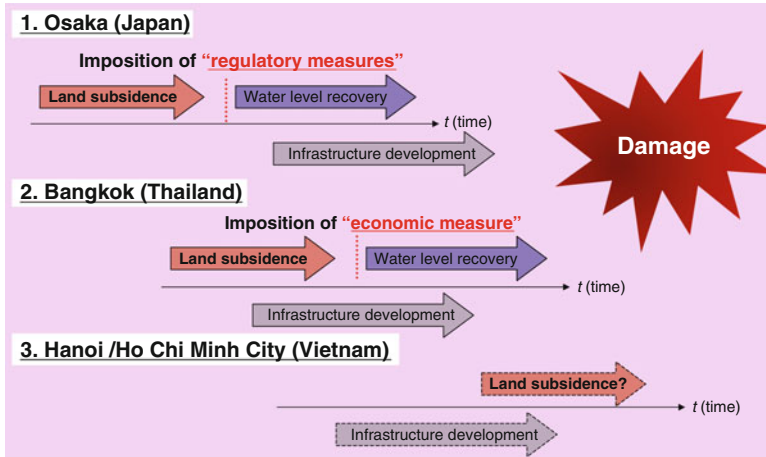 1. Osaka (Japan)
Imposition of “regulatory measures”
Land subsidence
Water level recovery
t (time)
Infrastructure development
Damage
2. Bangkok (Thailand)
Imposition of “economic measure”
Land subsidence
Water level recovery
t (time)
Infrastructure development
3. Hanoi /Ho Chi Minh City (Vietnam)
Land subsidence?
t (time)
Infrastructure development